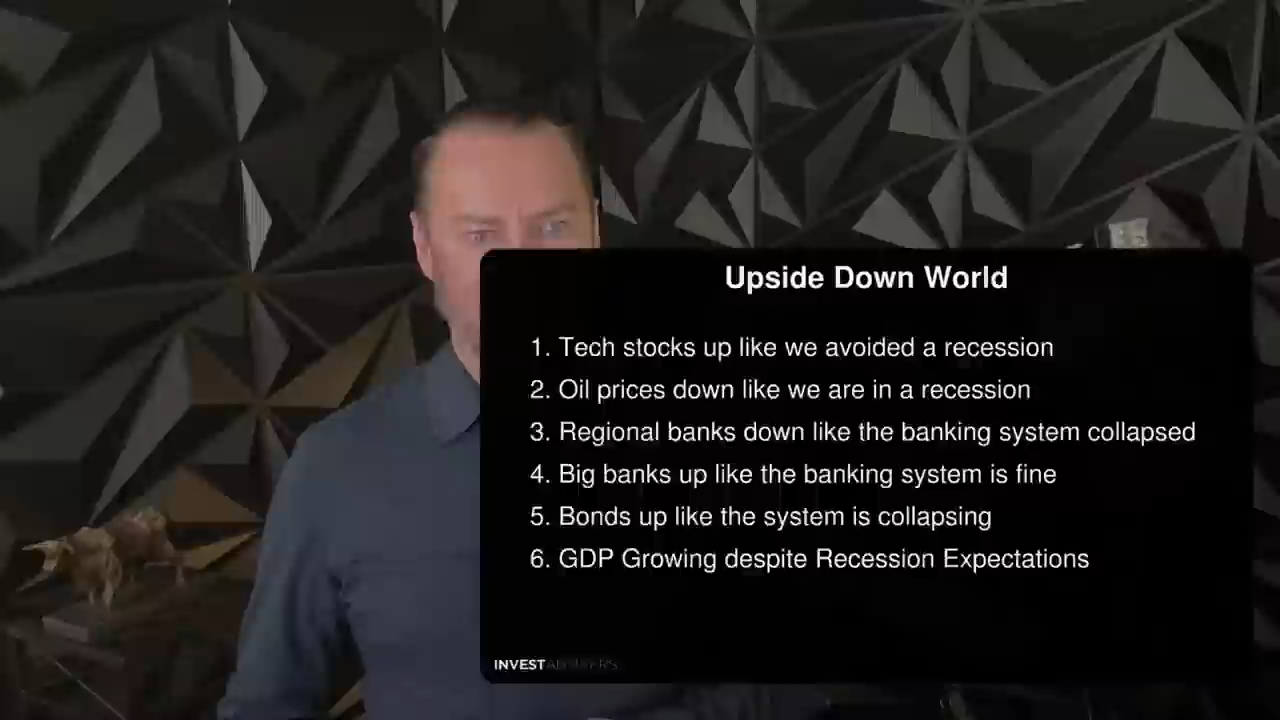 Upside Down World
1. Tech stocks up like we avoided a recession
2. Oil prices down like we are in a recession
3. Regional banks down like the banking system collapsed
4. Big banks up like the banking system is fine
5. Bonds up like the system is collapsing
6. GDP Growing despite Recession Expectations
INVESTANSWERS